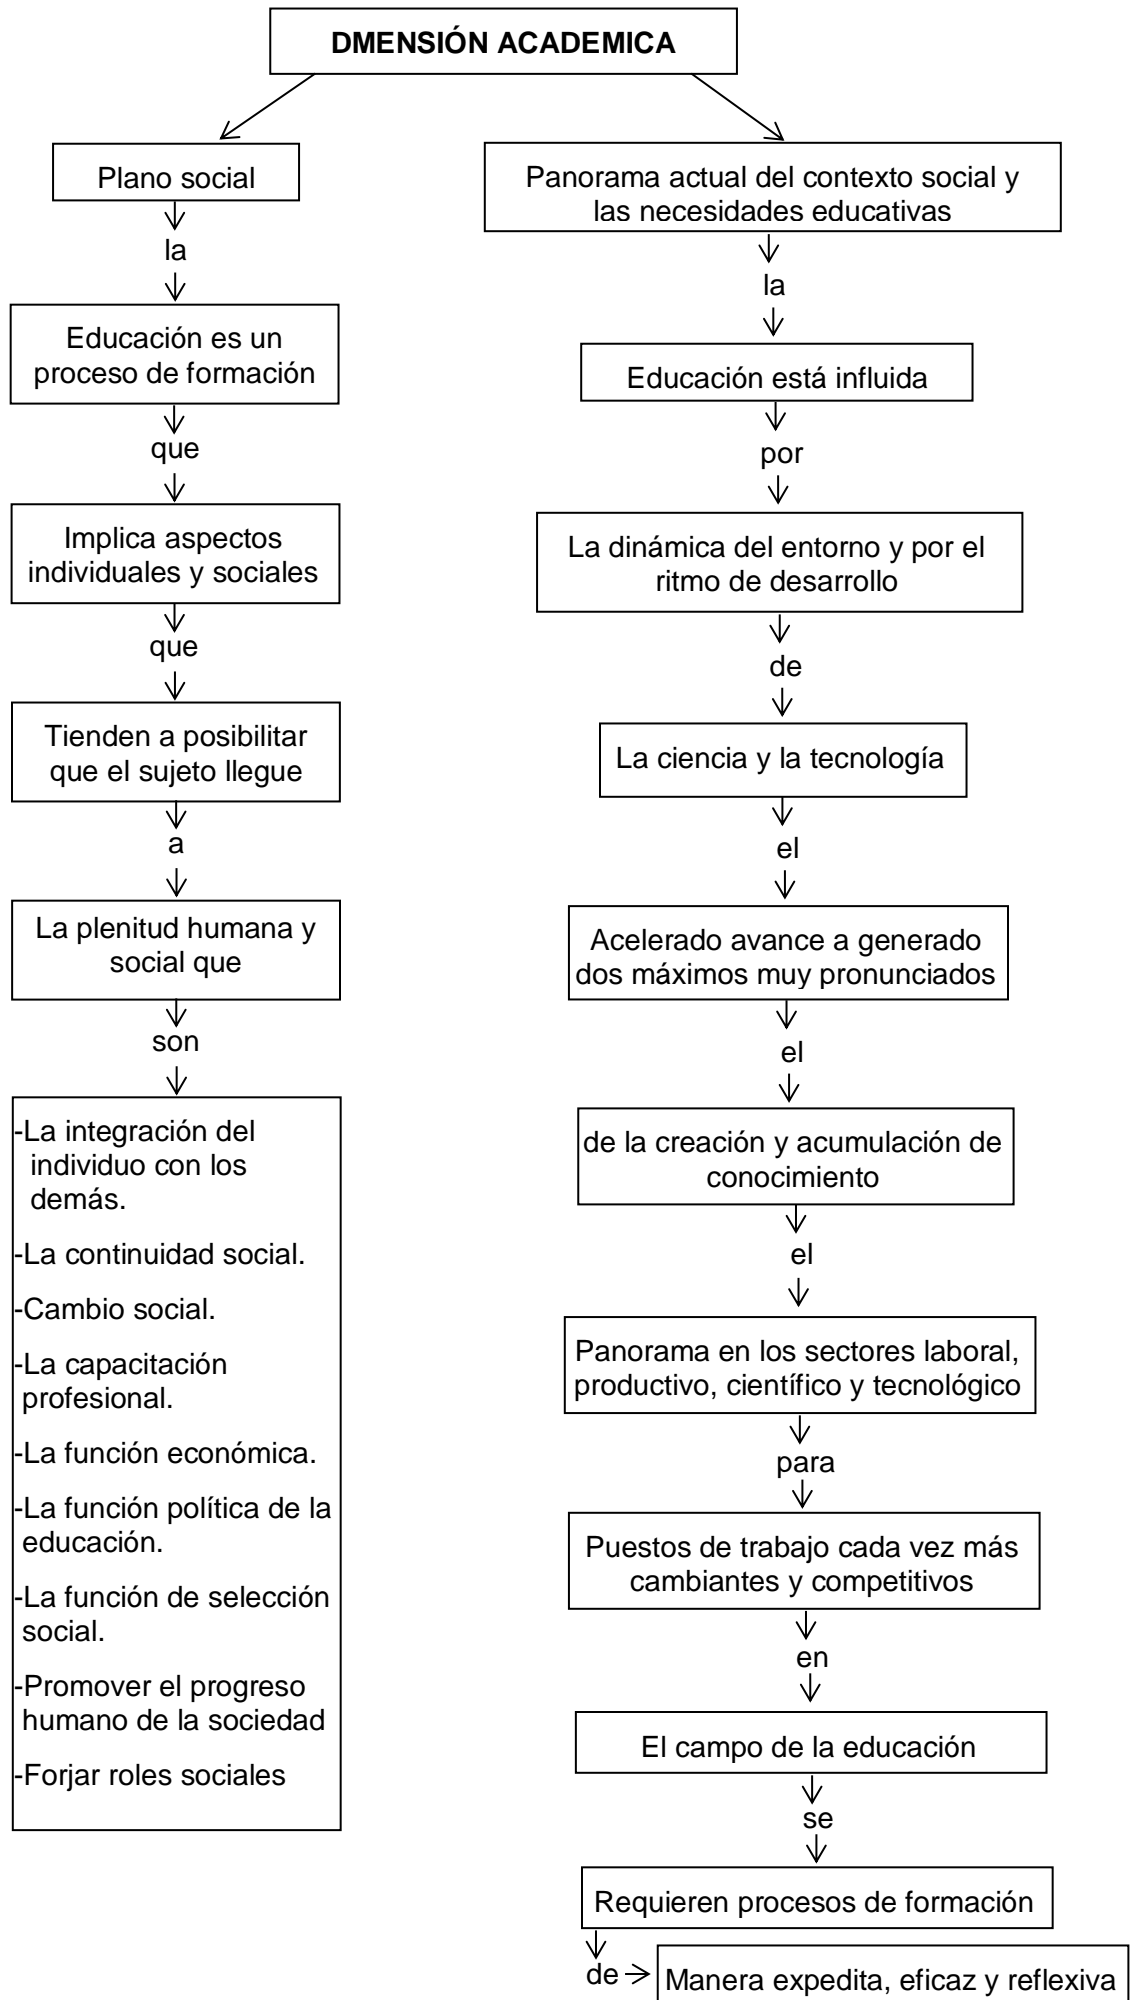 DMENSIÓN ACADEMICA
Plano social
la
Educación es un
proceso de formación
que
Implica aspectos
individuales y sociales
que
Tienden a posibilitar
que el sujeto llegue
a
La plenitud humana y
social que
son
-La integración del
individuo con los
demás.
-La continuidad social.
-Cambio social.
-La capacitación
profesional.
-La función económica.
-La función política de la
educación.
-La función de selección
social.
-Promover el progreso
humano de la sociedad
-Forjar roles sociales
Panorama actual del contexto social y
las necesidades educativas
la
Educación está influida
por
La dinámica del entorno y por el
ritmo de desarrollo
de
La ciencia y la tecnología
el
Acelerado avance a generado
dos máximos muy pronunciados
el
de la creación y acumulación de
conocimiento
el
Panorama en los sectores laboral,
productivo, científico y tecnológico
para
Puestos de trabajo cada vez más
cambiantes y competitivos
en
El campo de la educación
se
Requieren procesos de formación
de
Manera expedita, eficaz y reflexiva